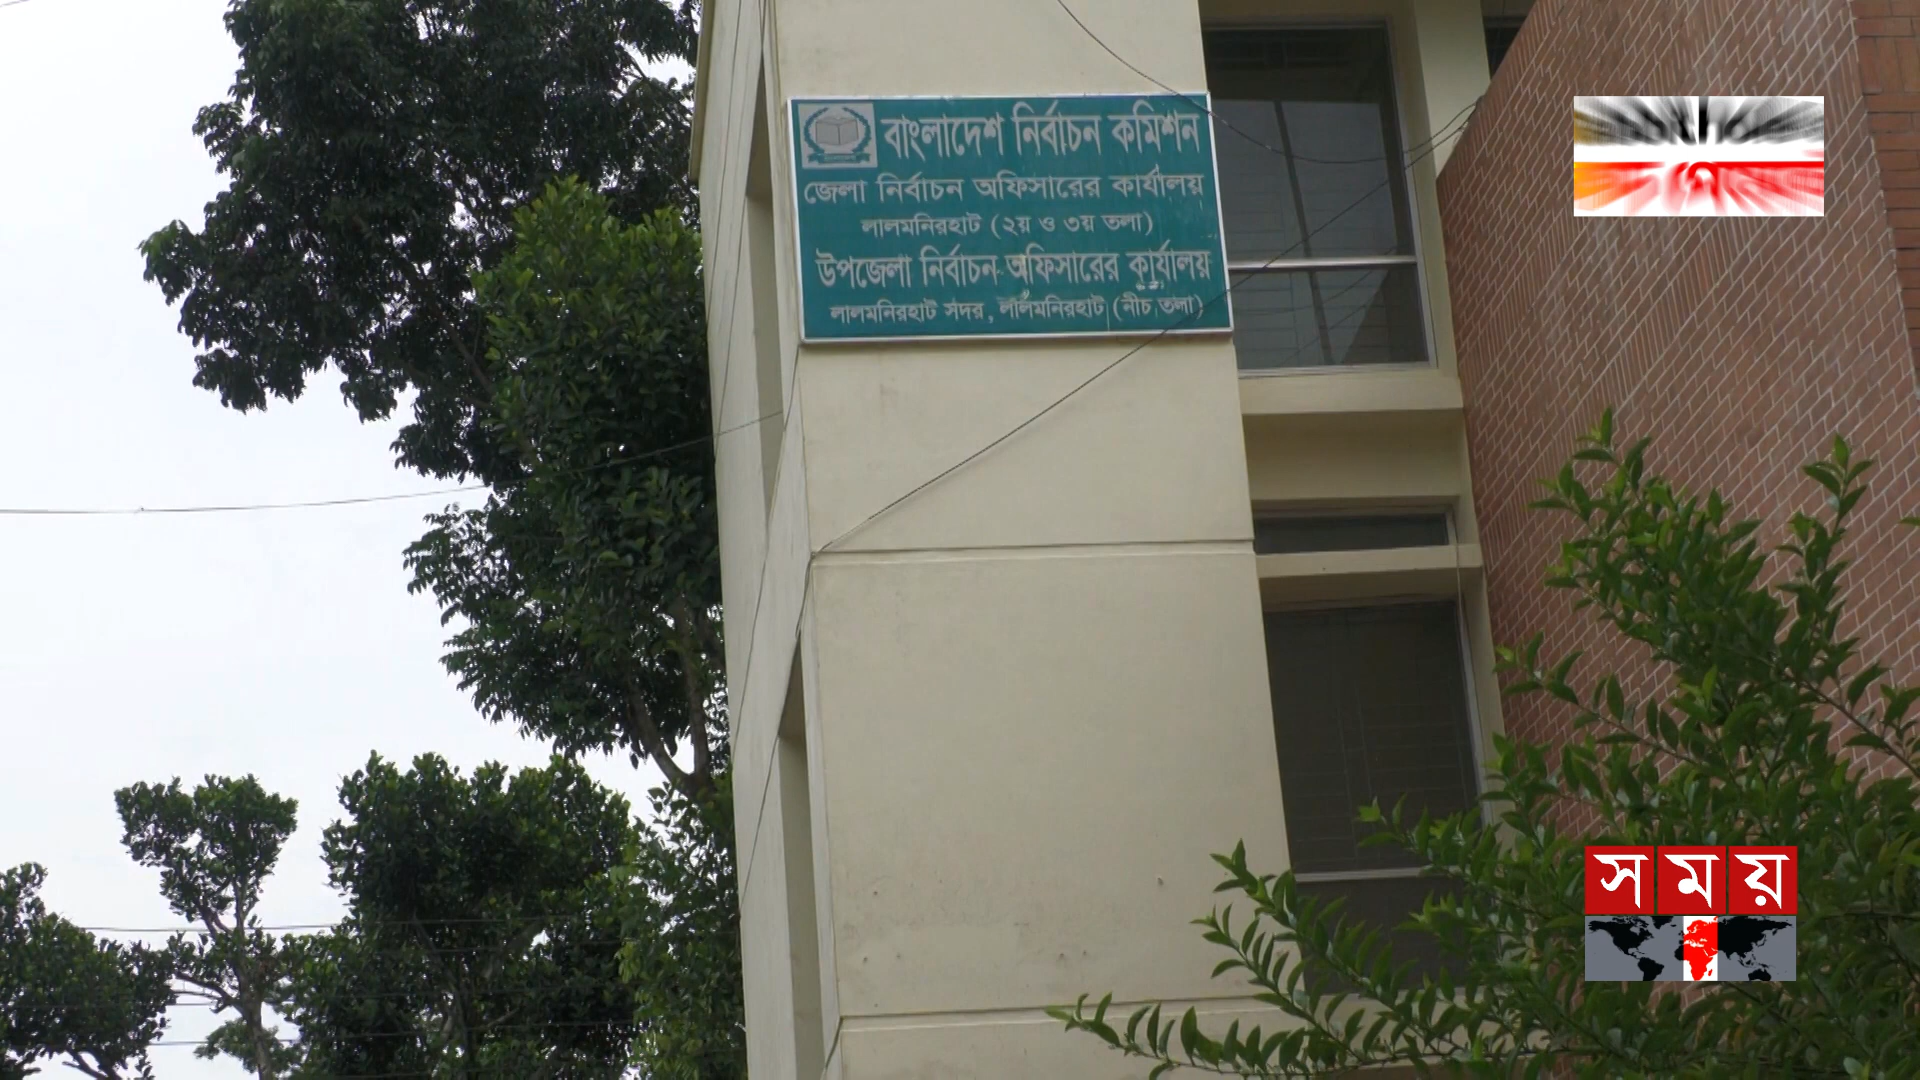 বাংলাদেশ নির্বাচন কমিশন
জেলা নির্বাচন অফিসারের কার্যালয়
লালমনিরহাট (২য় ও ৩য় তলা)
উপজেলা নির্বাচন অফিসারের কার্যালয়
লালমনিরহাট সদর, লালমনিরহাট (নীচ তলা)
সময়